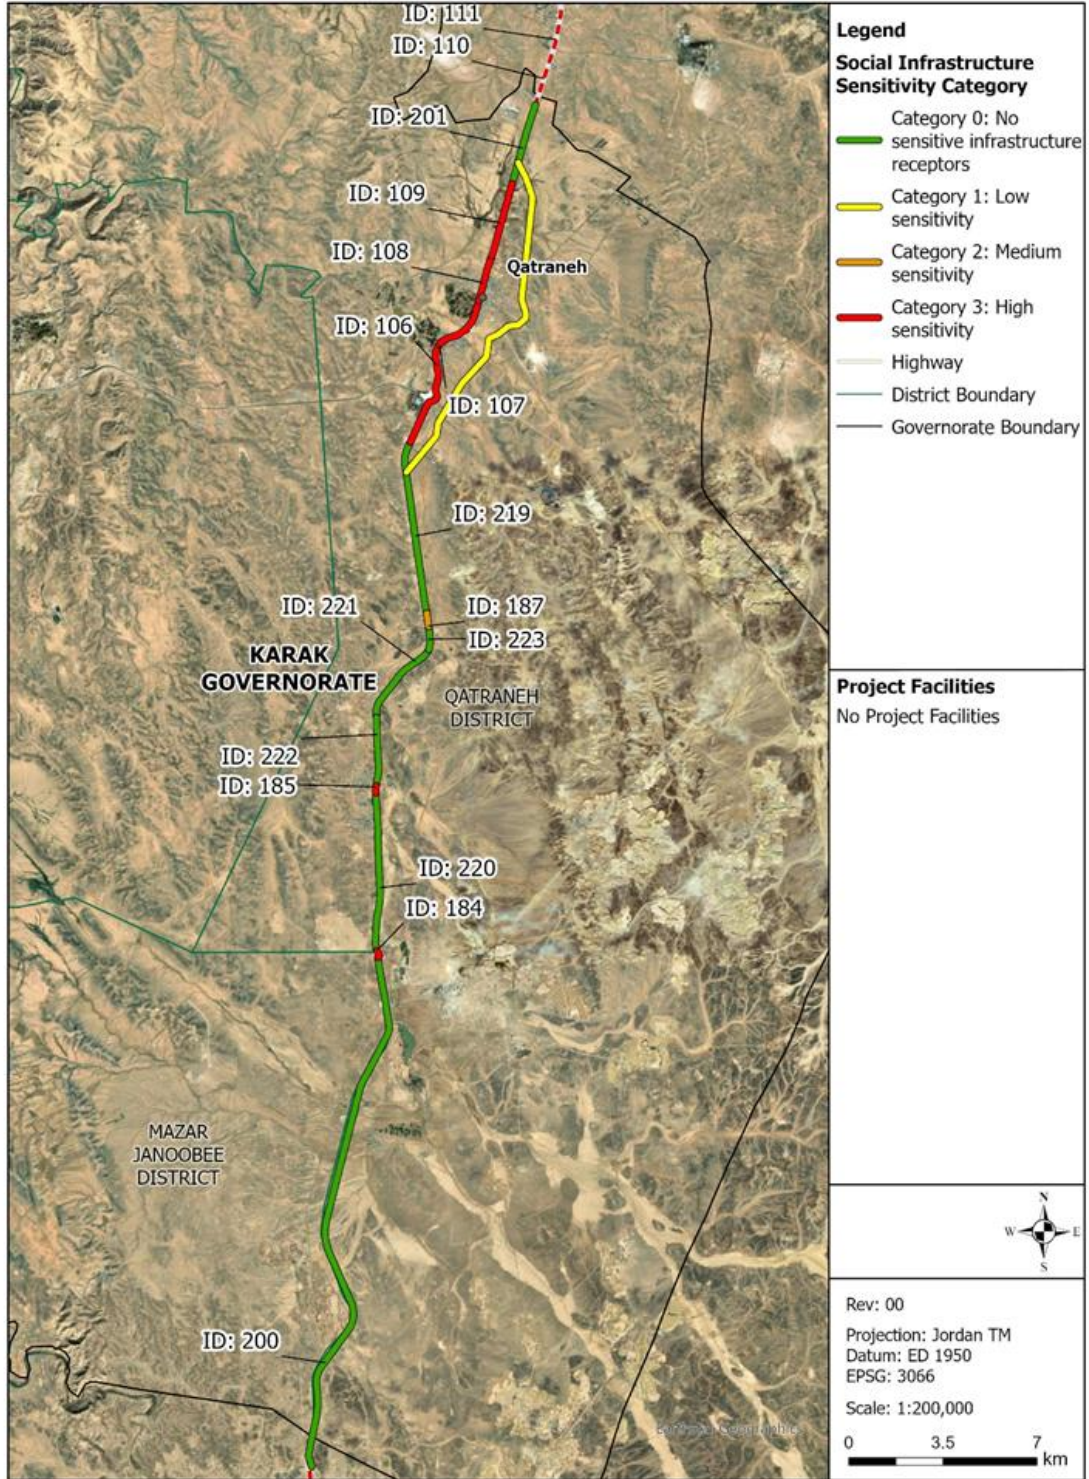 ID: 111
ID: 110
ID: 201
ID: 109
ID: 108
Qatraneh
ID: 106
ID: 107
ID: 219
ID: 221
ID: 187
ID: 223
KARAK
GOVERNORATE
QATRANEH
DISTRICT
ID: 222
ID: 185
ID: 220
ID: 184
MAZAR
JANOOBEE
DISTRICT
ID: 200
Legend
Social Infrastructure
Sensitivity Category
Category 0: No
sensitive infrastructure
receptors
Category 1: Low
sensitivity
Category 2: Medium
sensitivity
Category 3: High
sensitivity
Highway
District Boundary
Governorate Boundary
Project Facilities
No Project Facilities
N
W E
S
Rev: 00
Projection: Jordan TM
Datum: ED 1950
EPSG: 3066
Scale: 1:200,000
0 3.5 7
km